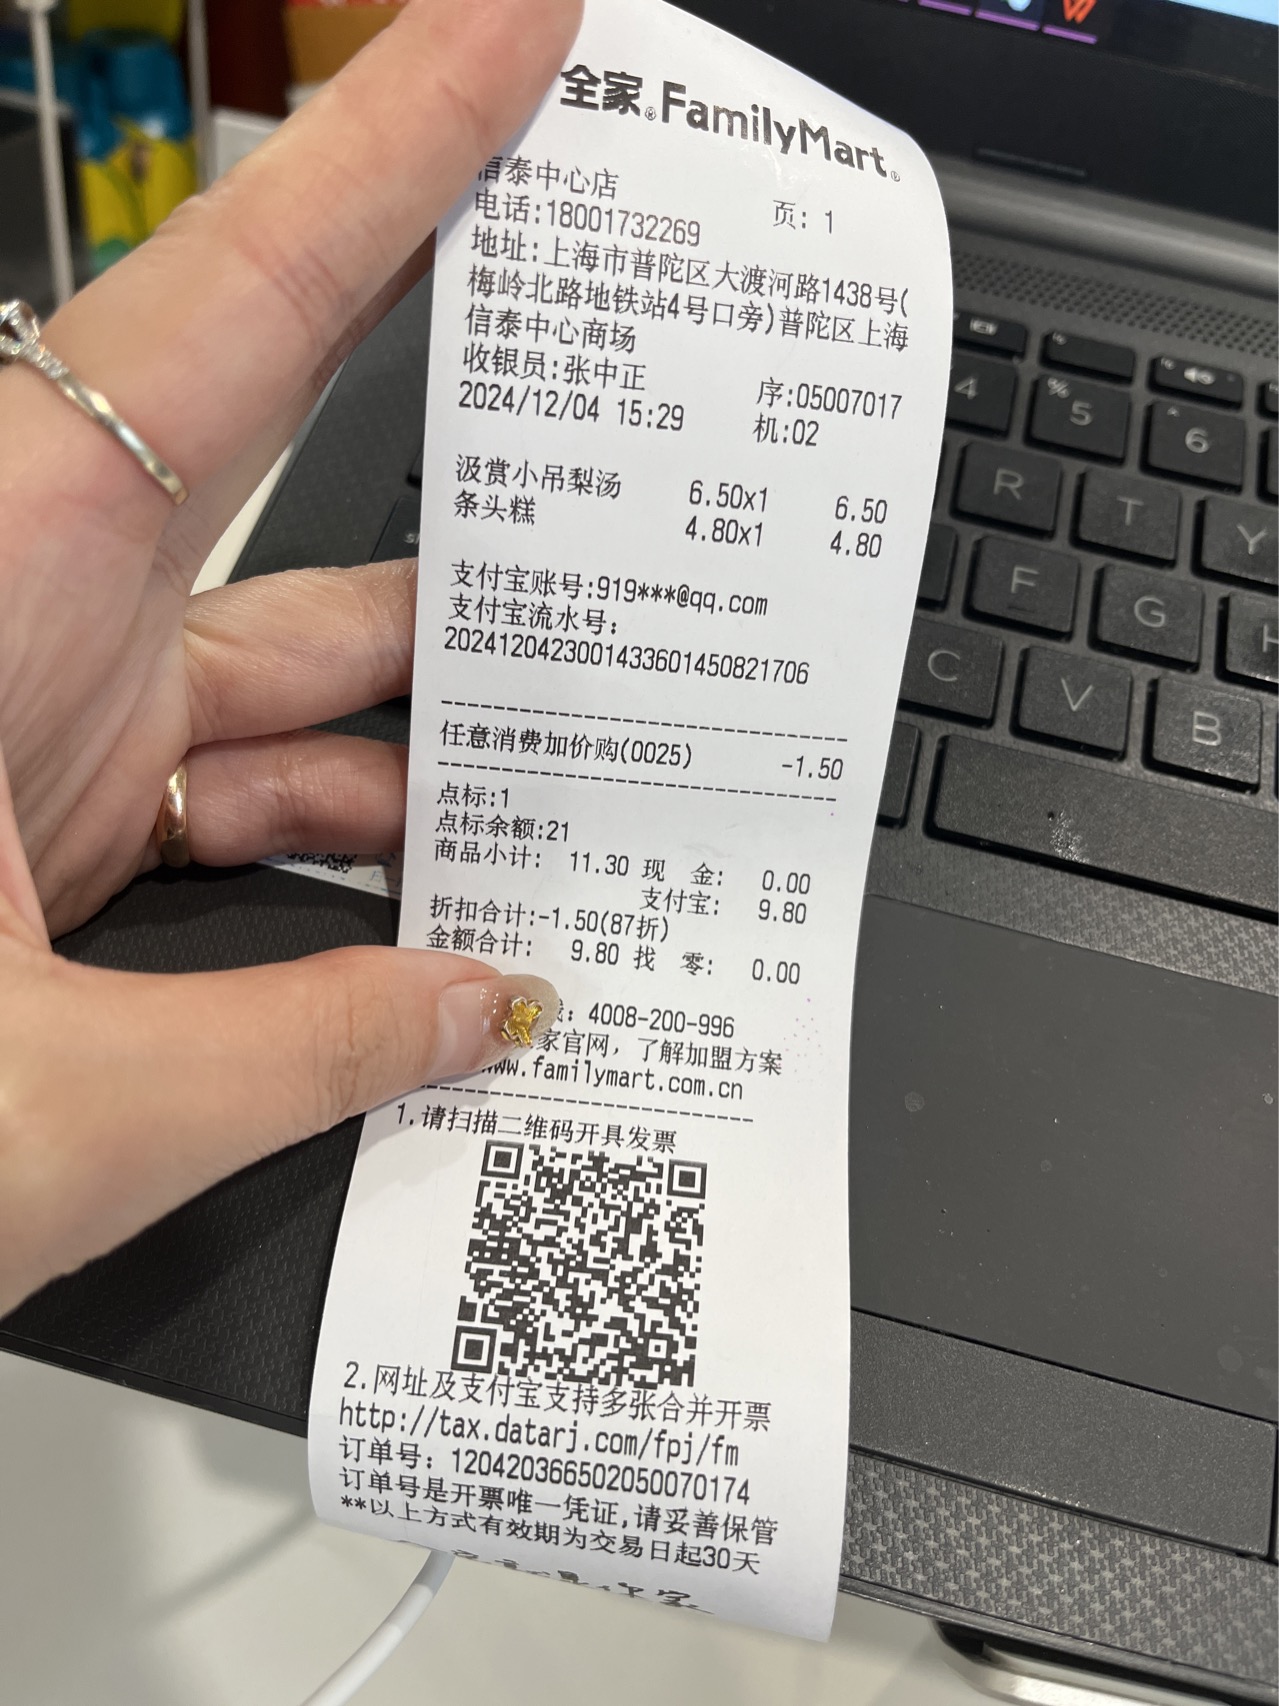 全家®FamilyMart®
信泰中心店 页: 1
电话:18001732269
地址:上海市普陀区大渡河路1438号(
梅岭北路地铁站4号口旁)普陀区上海
信泰中心商场
收银员:张中正 序:05007017
2024/12/04 15:29 机:02
汲赏小吊梨汤 6.50x1 6.50
条头糕 4.80x1 4.80
支付宝账号:919***@qq.com
支付宝流水号:
2024120423001433601450821706
任意消费加价购(0025) -1.50
点标:1
点标余额:21
商品小计: 11.30 现 金: 0.00
支付宝: 9.80
折扣合计:-1.50(87折)
金额合计: 9.80 找 零: 0.00
: 4008-200-996
家官网，了解加盟方案
www.familymart.com.cn
1.请扫描二维码开具发票
2.网址及支付宝支持多张合并开票
http://tax.datarj.com/fpj/fm
订单号: 120420366502050070174
订单号是开票唯一凭证,请妥善保管
**以上方式有效期为交易日起30天
4
%
5
^
6
R
T
Y
F
G
H
C
V
B